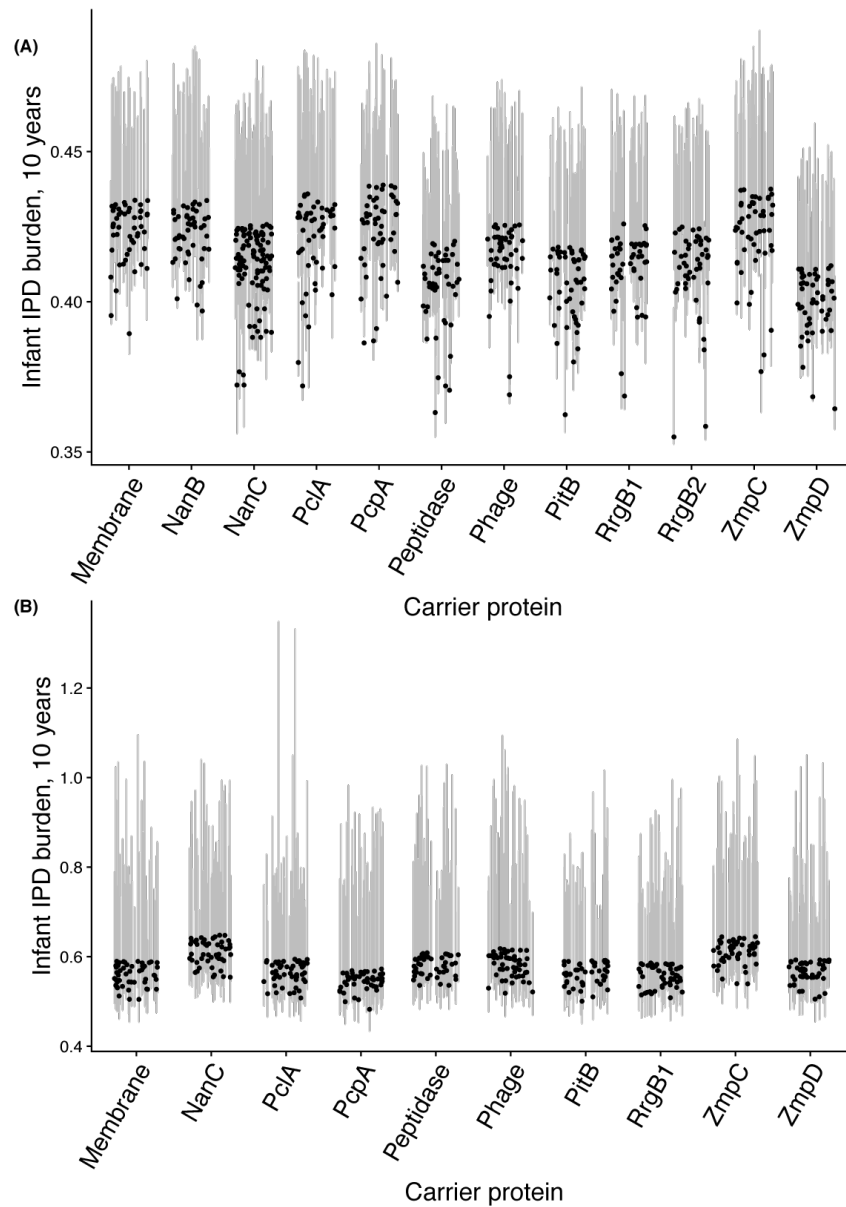 (A)
Infant IPD burden, 10 years
0.45
0.40
0.35
Membrane
NanB
NanC
PclA
PcpA
Peptidase
Phage
PitB
RrgB1
RrgB2
ZmpC
ZmpD
Carrier protein
(B)
Infant IPD burden, 10 years
1.2
1.0
0.8
0.6
0.4
Membrane
NanC
PclA
PcpA
Peptidase
Phage
PitB
RrgB1
ZmpC
ZmpD
Carrier protein